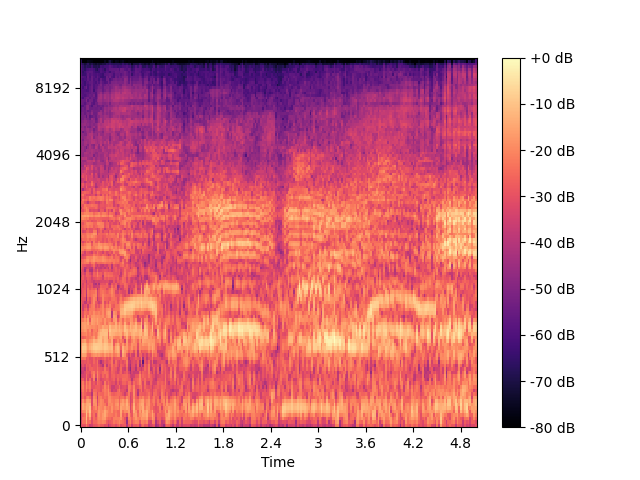 8192
4096
2048
1024
512
0
Hz
0 0.6 1.2 1.8 2.4 3 3.6 4.2 4.8
Time
+0 dB
-10 dB
-20 dB
-30 dB
-40 dB
-50 dB
-60 dB
-70 dB
-80 dB